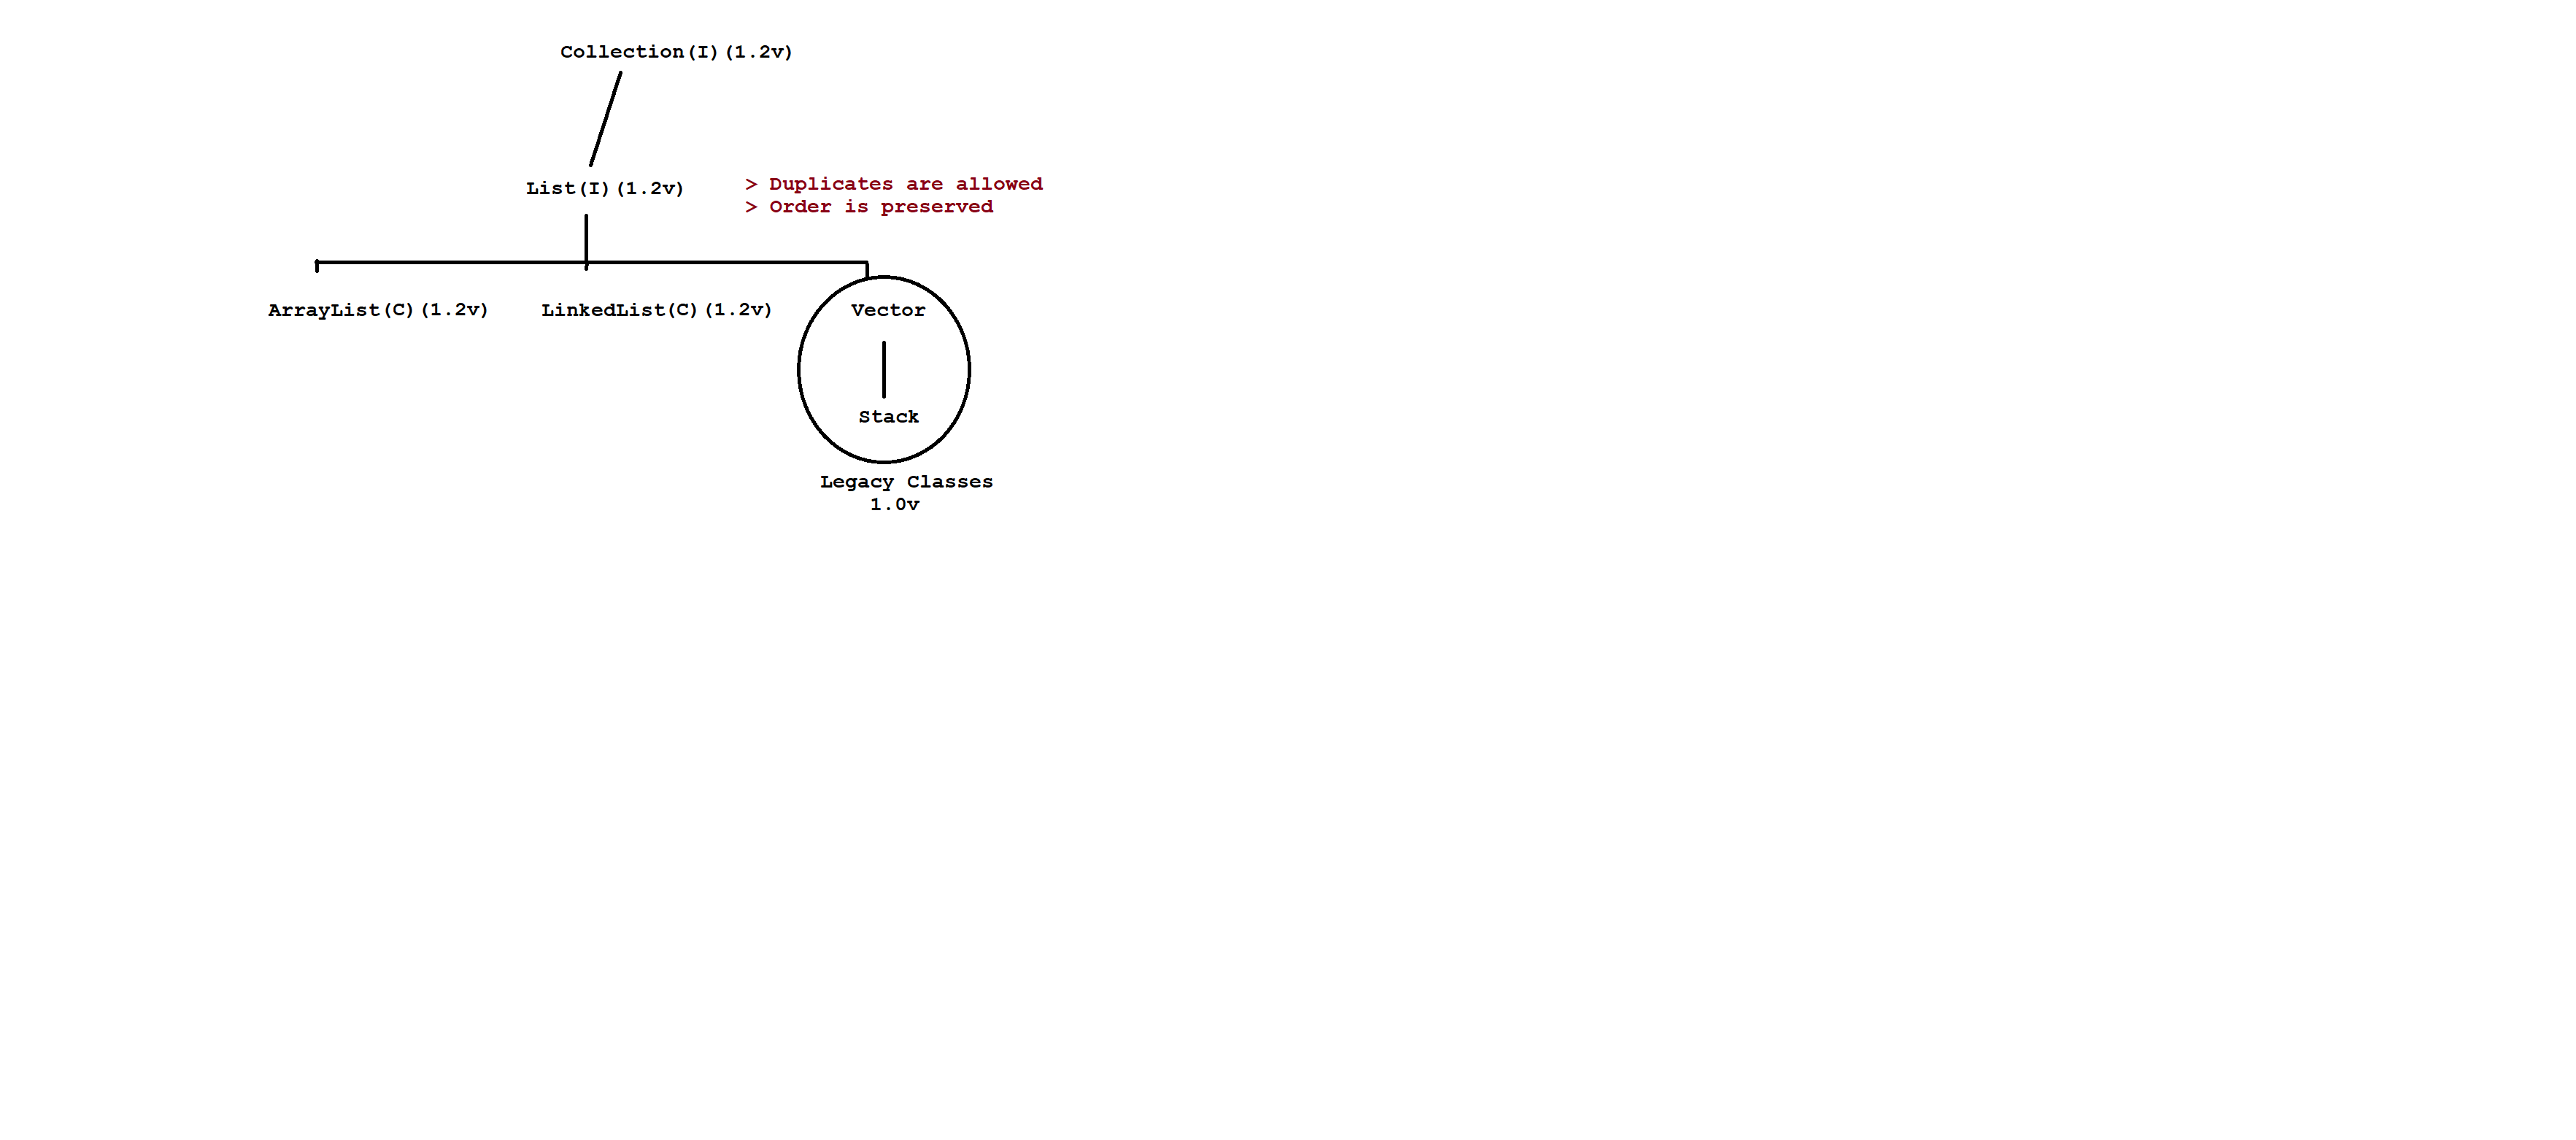 Collection(I)(1.2v)
List(I)(1.2v)
> Duplicates are allowed
> Order is preserved
ArrayList(C)(1.2v)
LinkedList(C)(1.2v)
Vector
Stack
Legacy Classes
1.0v